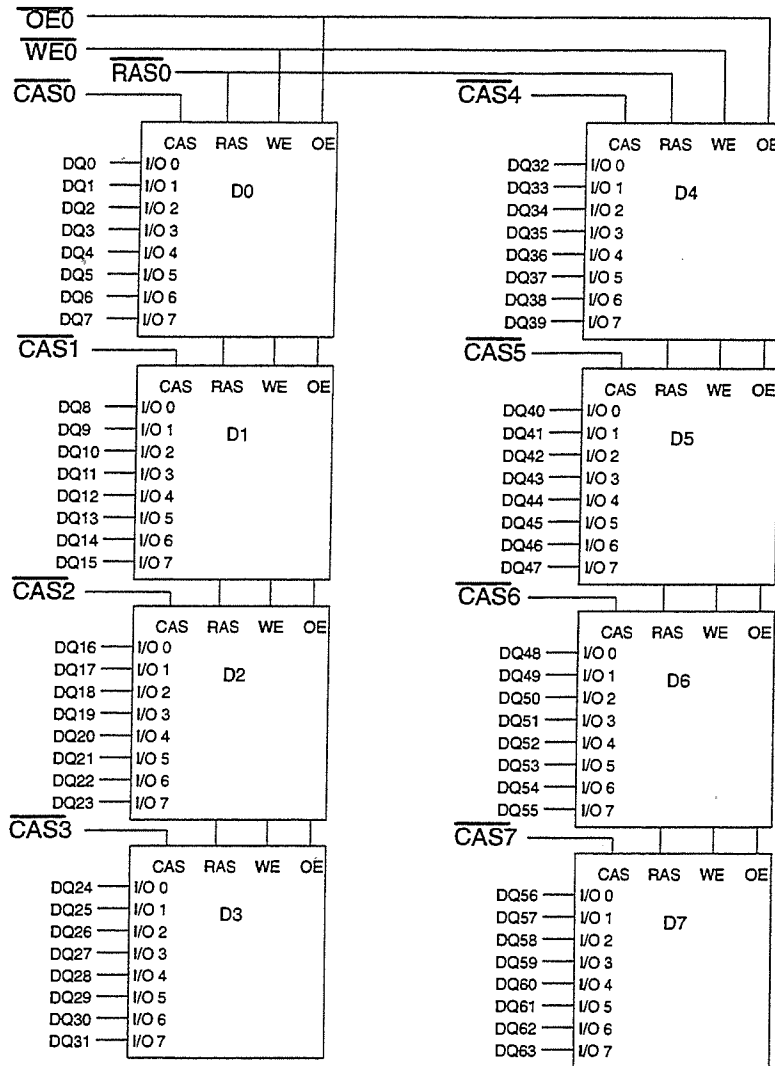 OE0
WE0
RAS0
CAS0
CAS RAS WE OE
DQ0 I/O 0
DQ1 I/O 1
DQ2 I/O 2
DQ3 I/O 3
DQ4 I/O 4
DQ5 I/O 5
DQ6 I/O 6
DQ7 I/O 7
D0
CAS1
CAS RAS WE OE
DQ8 I/O 0
DQ9 I/O 1
DQ10 I/O 2
DQ11 I/O 3
DQ12 I/O 4
DQ13 I/O 5
DQ14 I/O 6
DQ15 I/O 7
D1
CAS2
CAS RAS WE OE
DQ16 I/O 0
DQ17 I/O 1
DQ18 I/O 2
DQ19 I/O 3
DQ20 I/O 4
DQ21 I/O 5
DQ22 I/O 6
DQ23 I/O 7
D2
CAS3
CAS RAS WE OE
DQ24 I/O 0
DQ25 I/O 1
DQ26 I/O 2
DQ27 I/O 3
DQ28 I/O 4
DQ29 I/O 5
DQ30 I/O 6
DQ31 I/O 7
D3
CAS4
CAS RAS WE OE
DQ32 I/O 0
DQ33 I/O 1
DQ34 I/O 2
DQ35 I/O 3
DQ36 I/O 4
DQ37 I/O 5
DQ38 I/O 6
DQ39 I/O 7
D4
CAS5
CAS RAS WE OE
DQ40 I/O 0
DQ41 I/O 1
DQ42 I/O 2
DQ43 I/O 3
DQ44 I/O 4
DQ45 I/O 5
DQ46 I/O 6
DQ47 I/O 7
D5
CAS6
CAS RAS WE OE
DQ48 I/O 0
DQ49 I/O 1
DQ50 I/O 2
DQ51 I/O 3
DQ52 I/O 4
DQ53 I/O 5
DQ54 I/O 6
DQ55 I/O 7
D6
CAS7
CAS RAS WE OE
DQ56 I/O 0
DQ57 I/O 1
DQ58 I/O 2
DQ59 I/O 3
DQ60 I/O 4
DQ61 I/O 5
DQ62 I/O 6
DQ63 I/O 7
D7